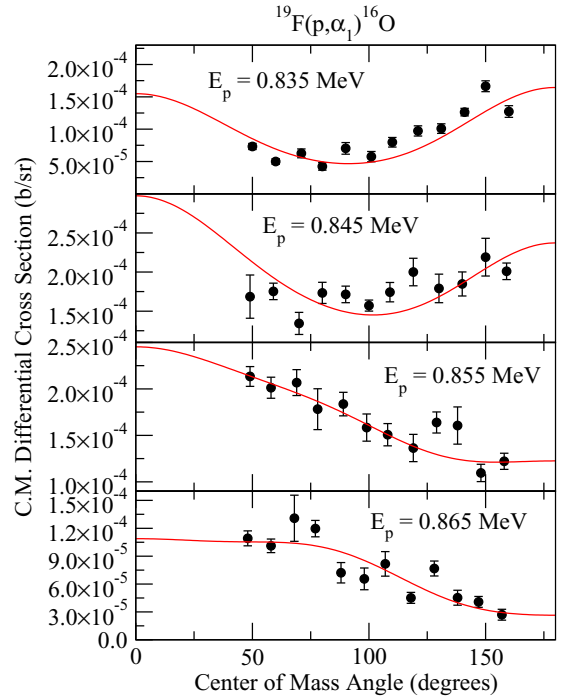 ¹⁹F(p,α₁)¹⁶O
C.M. Differential Cross Section (b/sr)
2.0×10⁻⁴
1.5×10⁻⁴
1.0×10⁻⁴
5.0×10⁻⁵
E_p = 0.835 MeV
2.5×10⁻⁴
2.0×10⁻⁴
1.5×10⁻⁴
E_p = 0.845 MeV
2.5×10⁻⁴
2.0×10⁻⁴
1.5×10⁻⁴
1.0×10⁻⁴
E_p = 0.855 MeV
1.5×10⁻⁴
1.2×10⁻⁴
9.0×10⁻⁵
6.0×10⁻⁵
3.0×10⁻⁵
0.0
E_p = 0.865 MeV
0 50 100 150
Center of Mass Angle (degrees)